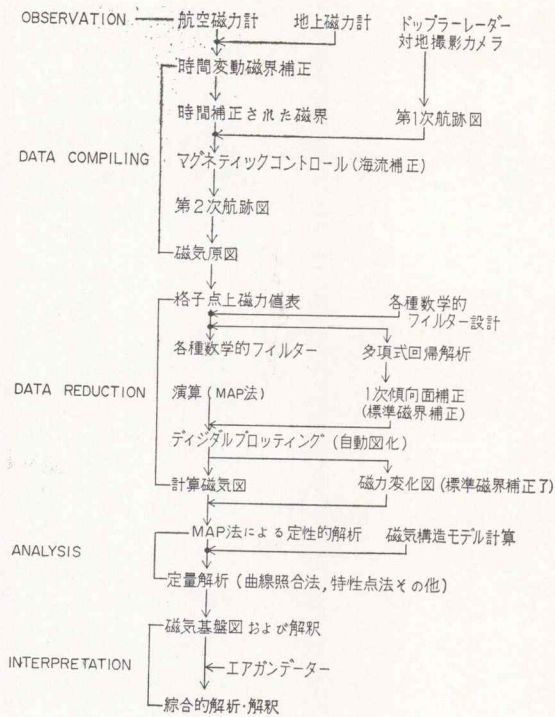 OBSERVATION 航空磁力計 地上磁力計 ドップラーレーダー
対地撮影カメラ
時間変動磁界補正
時間補正された磁界 第1次航跡図
DATA COMPILING マグネティックコントロール(海流補正)
第2次航跡図
磁気原図
格子点上磁力値表 各種数学的
フィルター設計
各種数学的フィルター 多項式回帰解析
DATA REDUCTION 演算(MAP法) 1次傾向面補正
(標準磁界補正)
ディジタルプロッティング(自動図化)
計算磁気図 磁力変化図(標準磁界補正了)
MAP法による定性的解析 磁気構造モデル計算
ANALYSIS
定量解析(曲線照合法,特性点法その他)
磁気基盤図および解釈
INTERPRETATION エアガンデーター
綜合的解析・解釈